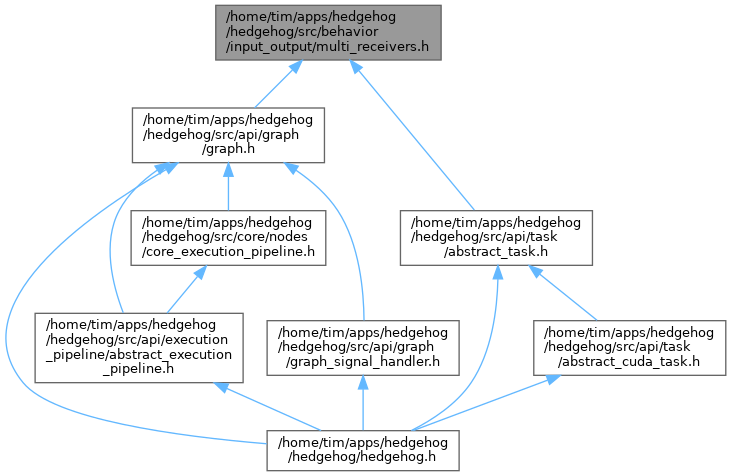 /home/tim/apps/hedgehog
/hedgehog/src/behavior
/input_output/multi_receivers.h
/home/tim/apps/hedgehog
/hedgehog/src/api/graph
/graph.h
/home/tim/apps/hedgehog
/hedgehog/src/core/nodes
/core_execution_pipeline.h
/home/tim/apps/hedgehog
/hedgehog/src/api/task
/abstract_task.h
/home/tim/apps/hedgehog
/hedgehog/src/api/execution
_pipeline/abstract_execution
_pipeline.h
/home/tim/apps/hedgehog
/hedgehog/src/api/graph
/graph_signal_handler.h
/home/tim/apps/hedgehog
/hedgehog/src/api/task
/abstract_cuda_task.h
/home/tim/apps/hedgehog
/hedgehog/hedgehog.h